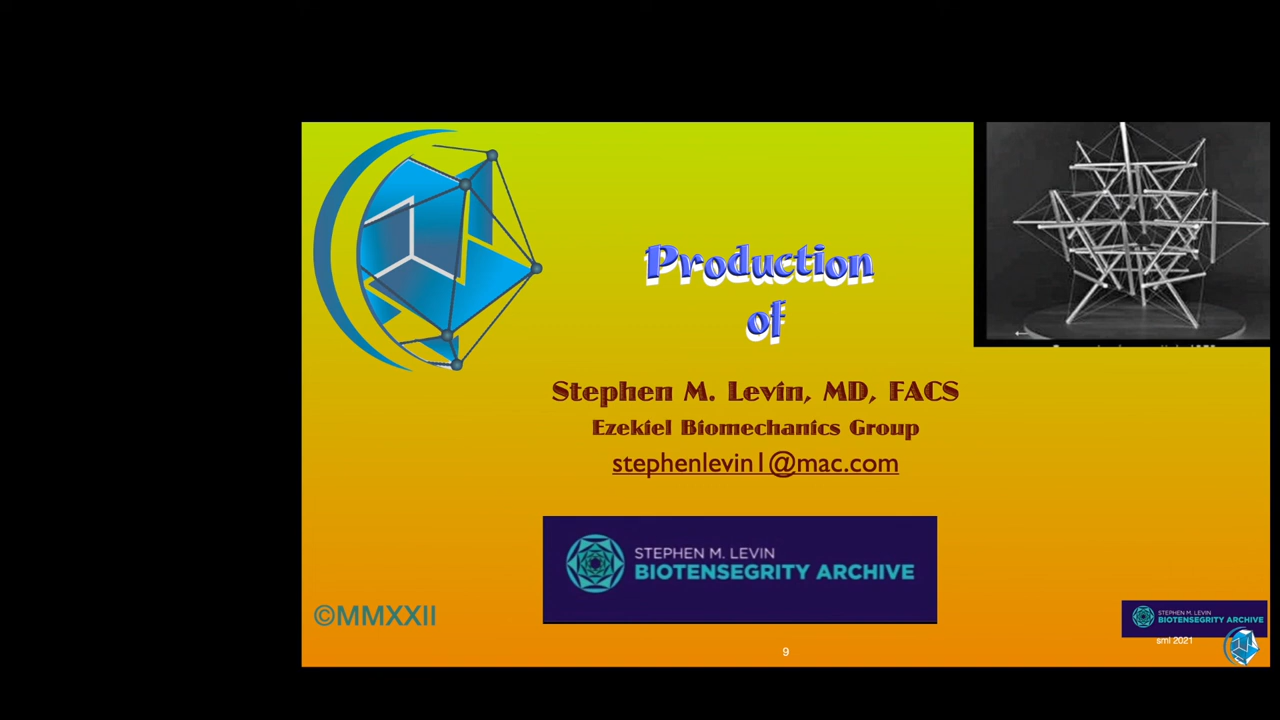 Production
of
Stephen M. Levin, MD, FACS
Ezekiel Biomechanics Group
stephenlevin1@mac.com
STEPHEN M. LEVIN
BIOTENSEGRITY ARCHIVE
©MMXXII
STEPHEN M. LEVIN
BIOTENSEGRITY ARCHIVE
sml 2021
9